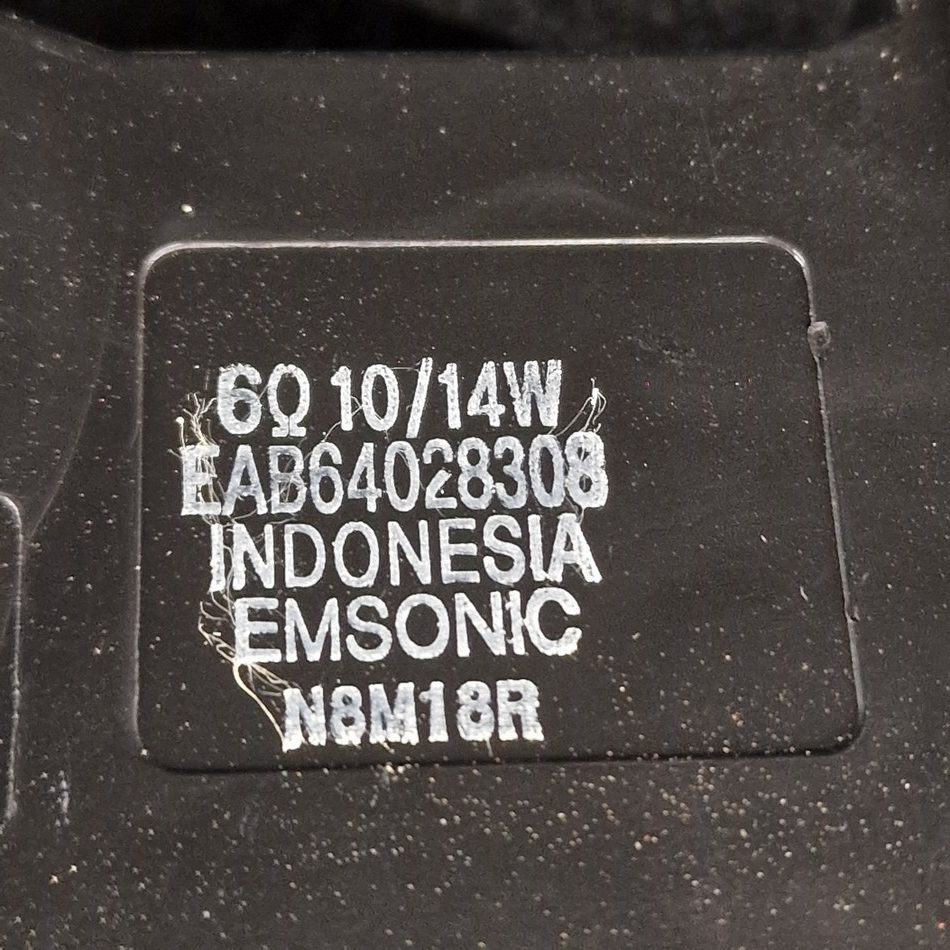 6Ω 10/14W
EAB64028308
INDONESIA
EMSONIC
N8M18R